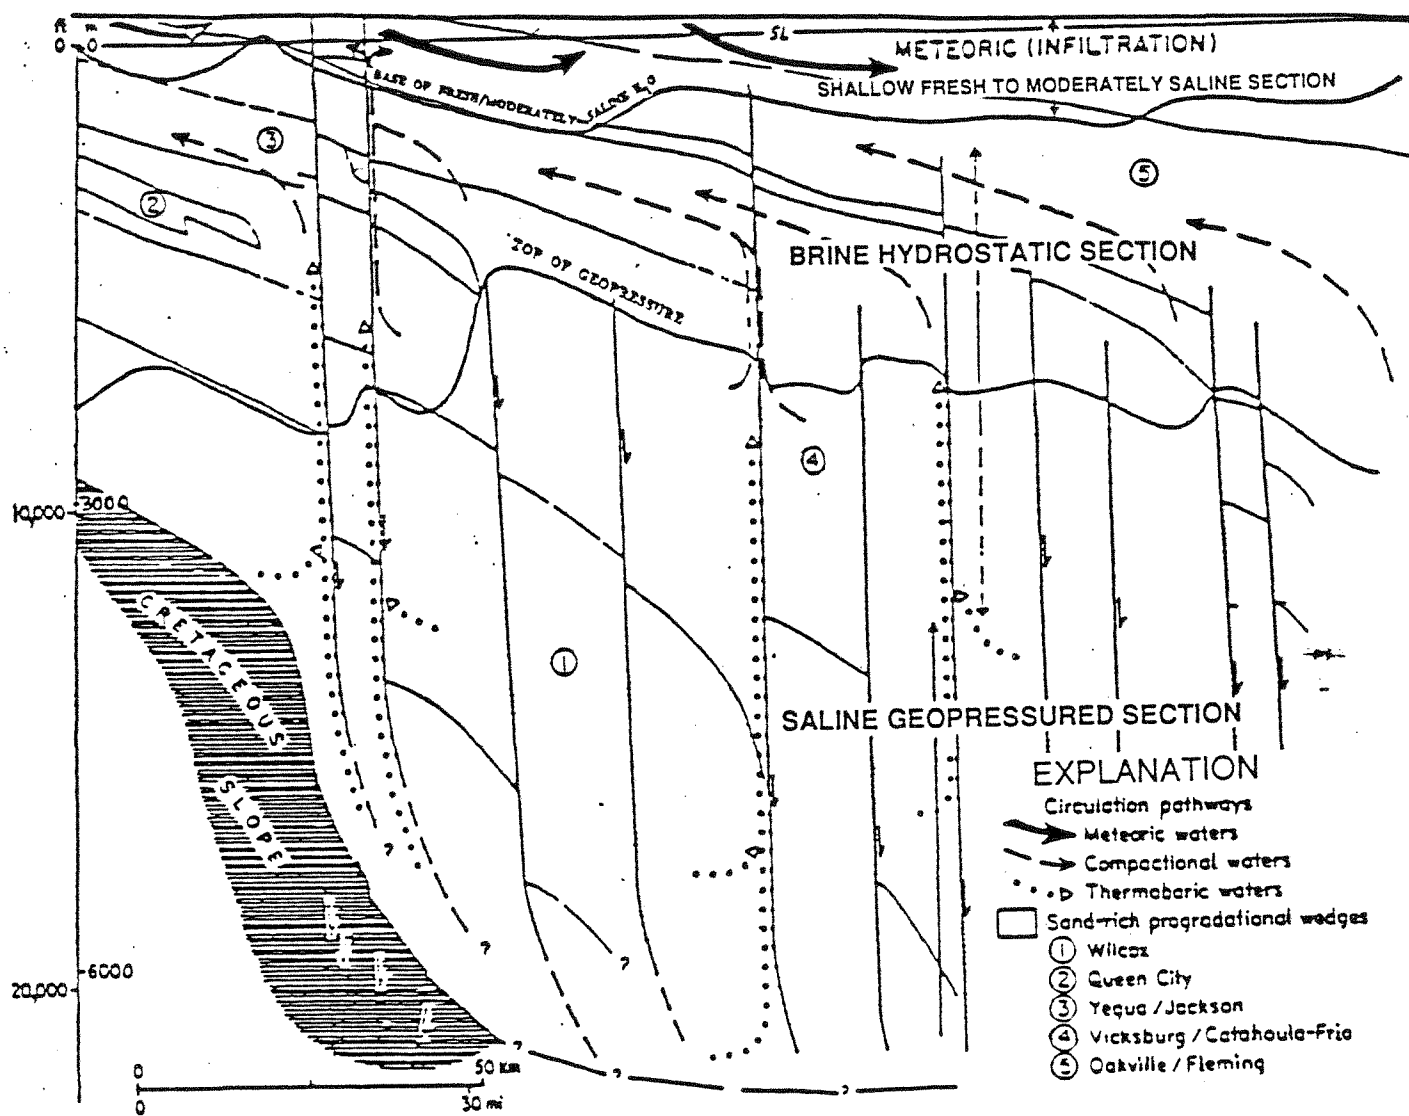 ft m
0 0
SL
METEORIC (INFILTRATION)
SHALLOW FRESH TO MODERATELY SALINE SECTION
BASE OF FRESH/MODERATELY SALINE H2O
3
2
5
BRINE HYDROSTATIC SECTION
TOP OF GEOPRESSURE
4
10,000 3000
CRETACEOUS
SLOPE
1
SALINE GEOPRESSURED SECTION
EXPLANATION
Circulation pathways
Meteoric waters
Compactional waters
Thermobaric waters
Sand-rich progradational wedges
1 Wilcox
2 Queen City
3 Yegua/Jackson
4 Vicksburg/Catahoula-Frio
5 Oakville/Fleming
?
?
?
20,000 6000
?
?
?
0 50 Km
0 30 mi